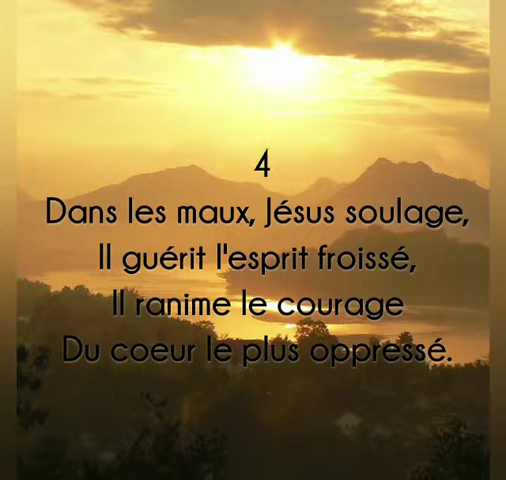 4
Dans les maux, Jésus soulage,
Il guérit l'esprit froissé,
Il ranime le courage
Du coeur le plus oppressé.